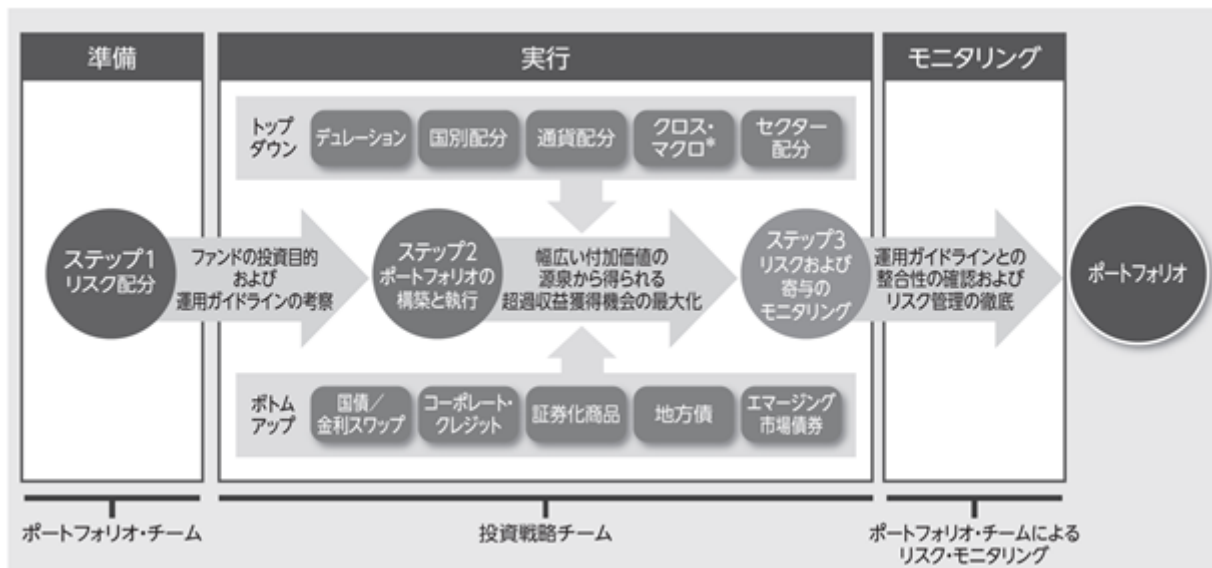 準備
実行
モニタリング
トップ
ダウン
デュレーション
国別配分
通貨配分
クロス・
マクロ*
セクター
配分
ステップ1
リスク配分
ファンドの投資目的
および
運用ガイドラインの考察
ステップ2
ポートフォリオの
構築と執行
幅広い付加価値の
源泉から得られる
超過収益獲得機会の最大化
ステップ3
リスクおよび
寄与の
モニタリング
運用ガイドラインとの
整合性の確認および
リスク管理の徹底
ポートフォリオ
ボトム
アップ
国債/
金利スワップ
コーポレート・
クレジット
証券化商品
地方債
エマージング
市場債券
ポートフォリオ・チーム
投資戦略チーム
ポートフォリオ・チームによる
リスク・モニタリング